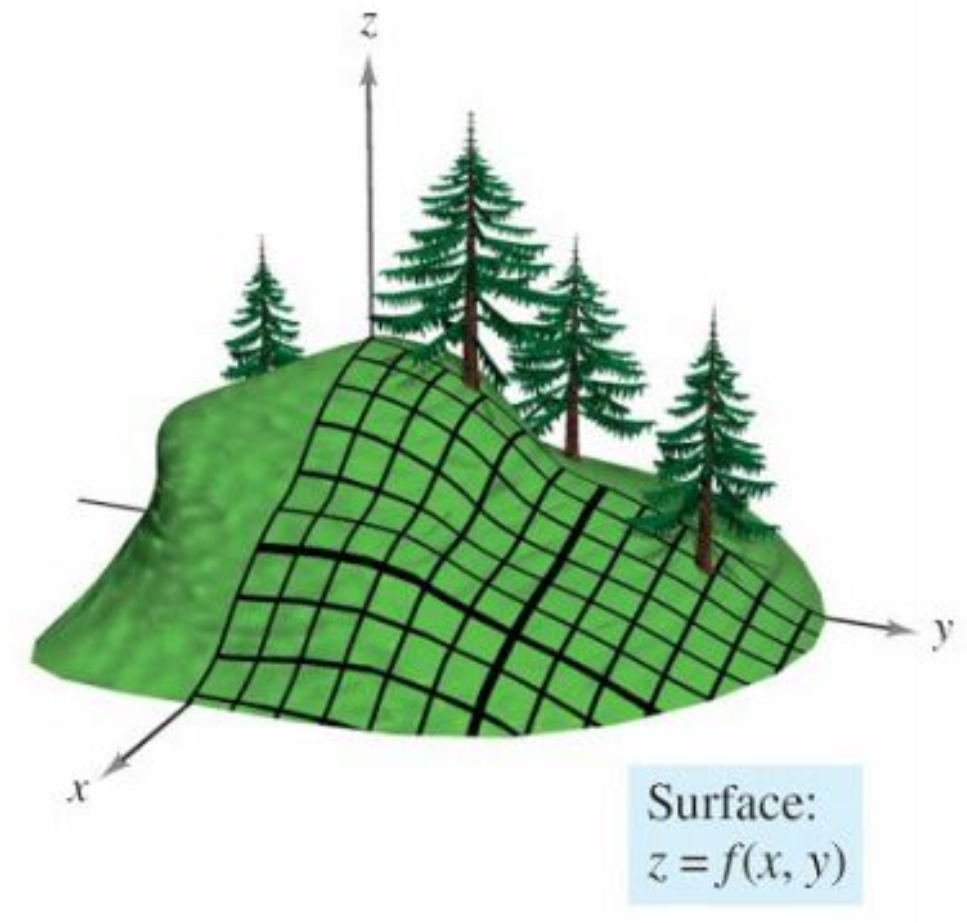 z
y
x
Surface:
z = f(x, y)